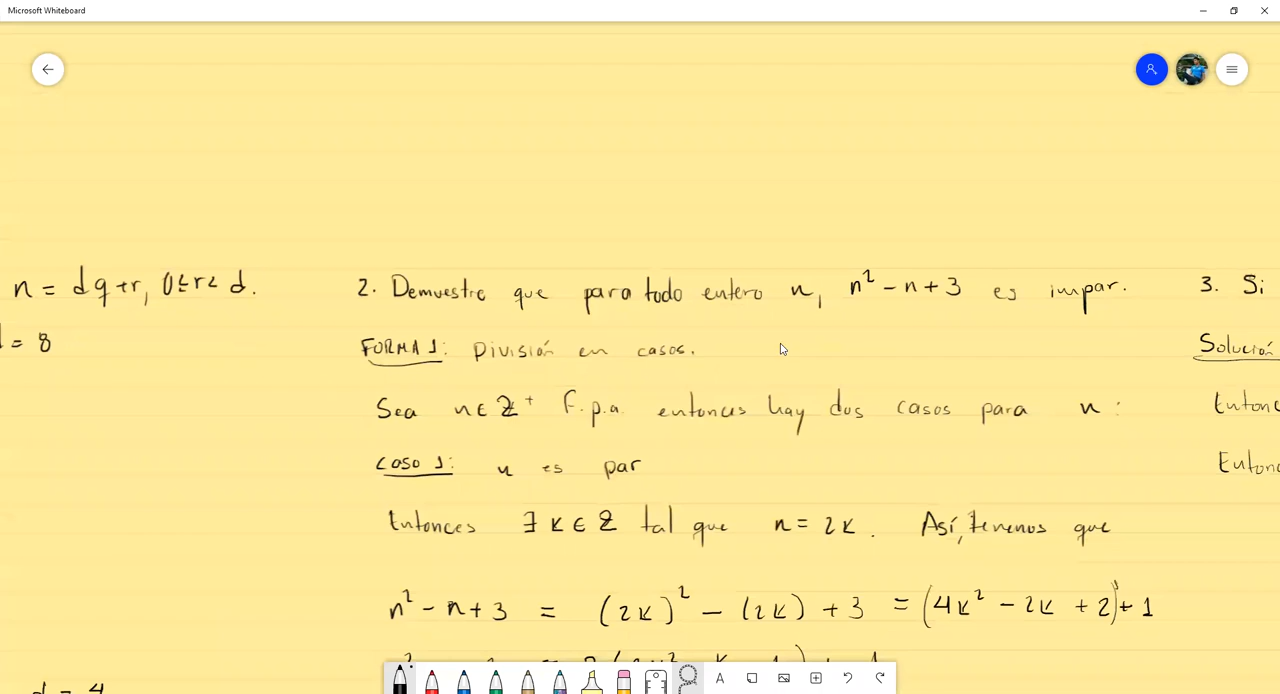 Microsoft Whiteboard
n = dq+r, 0≤r< d.
= 8
2. Demuestre que para todo entero n, n² - n + 3 es impar.
FORMA 1: División en casos.
Sea n ∈ Z⁺ f.p.a. entonces hay dos casos para n :
Caso 1: n es par
Entonces ∃ k ∈ Z tal que n = 2k. Así, tenemos que
n² - n + 3 = (2k)² - (2k) + 3 = (4k² - 2k + 2) + 1
d = 4
3. Si
Solución
Entonc
Entonc
A